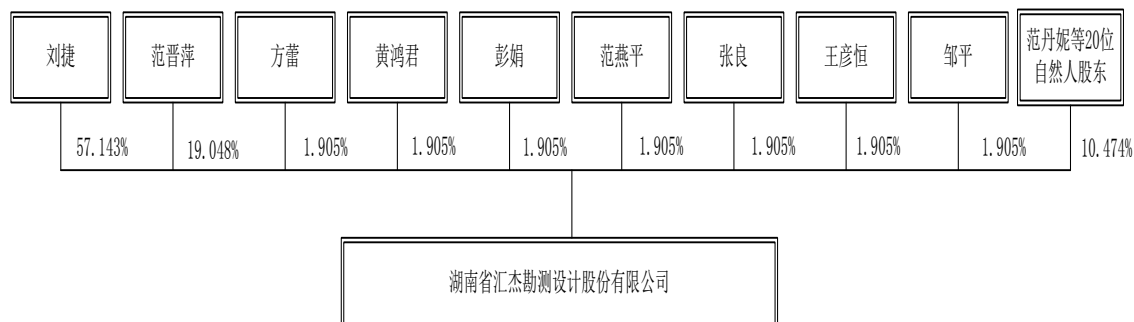 刘捷
范晋萍
方蕾
黄鸿君
彭娟
范燕平
张良
王彦恒
邹平
范丹妮等20位
自然人股东
57.143%
19.048%
1.905%
1.905%
1.905%
1.905%
1.905%
1.905%
1.905%
10.474%
湖南省汇杰勘测设计股份有限公司